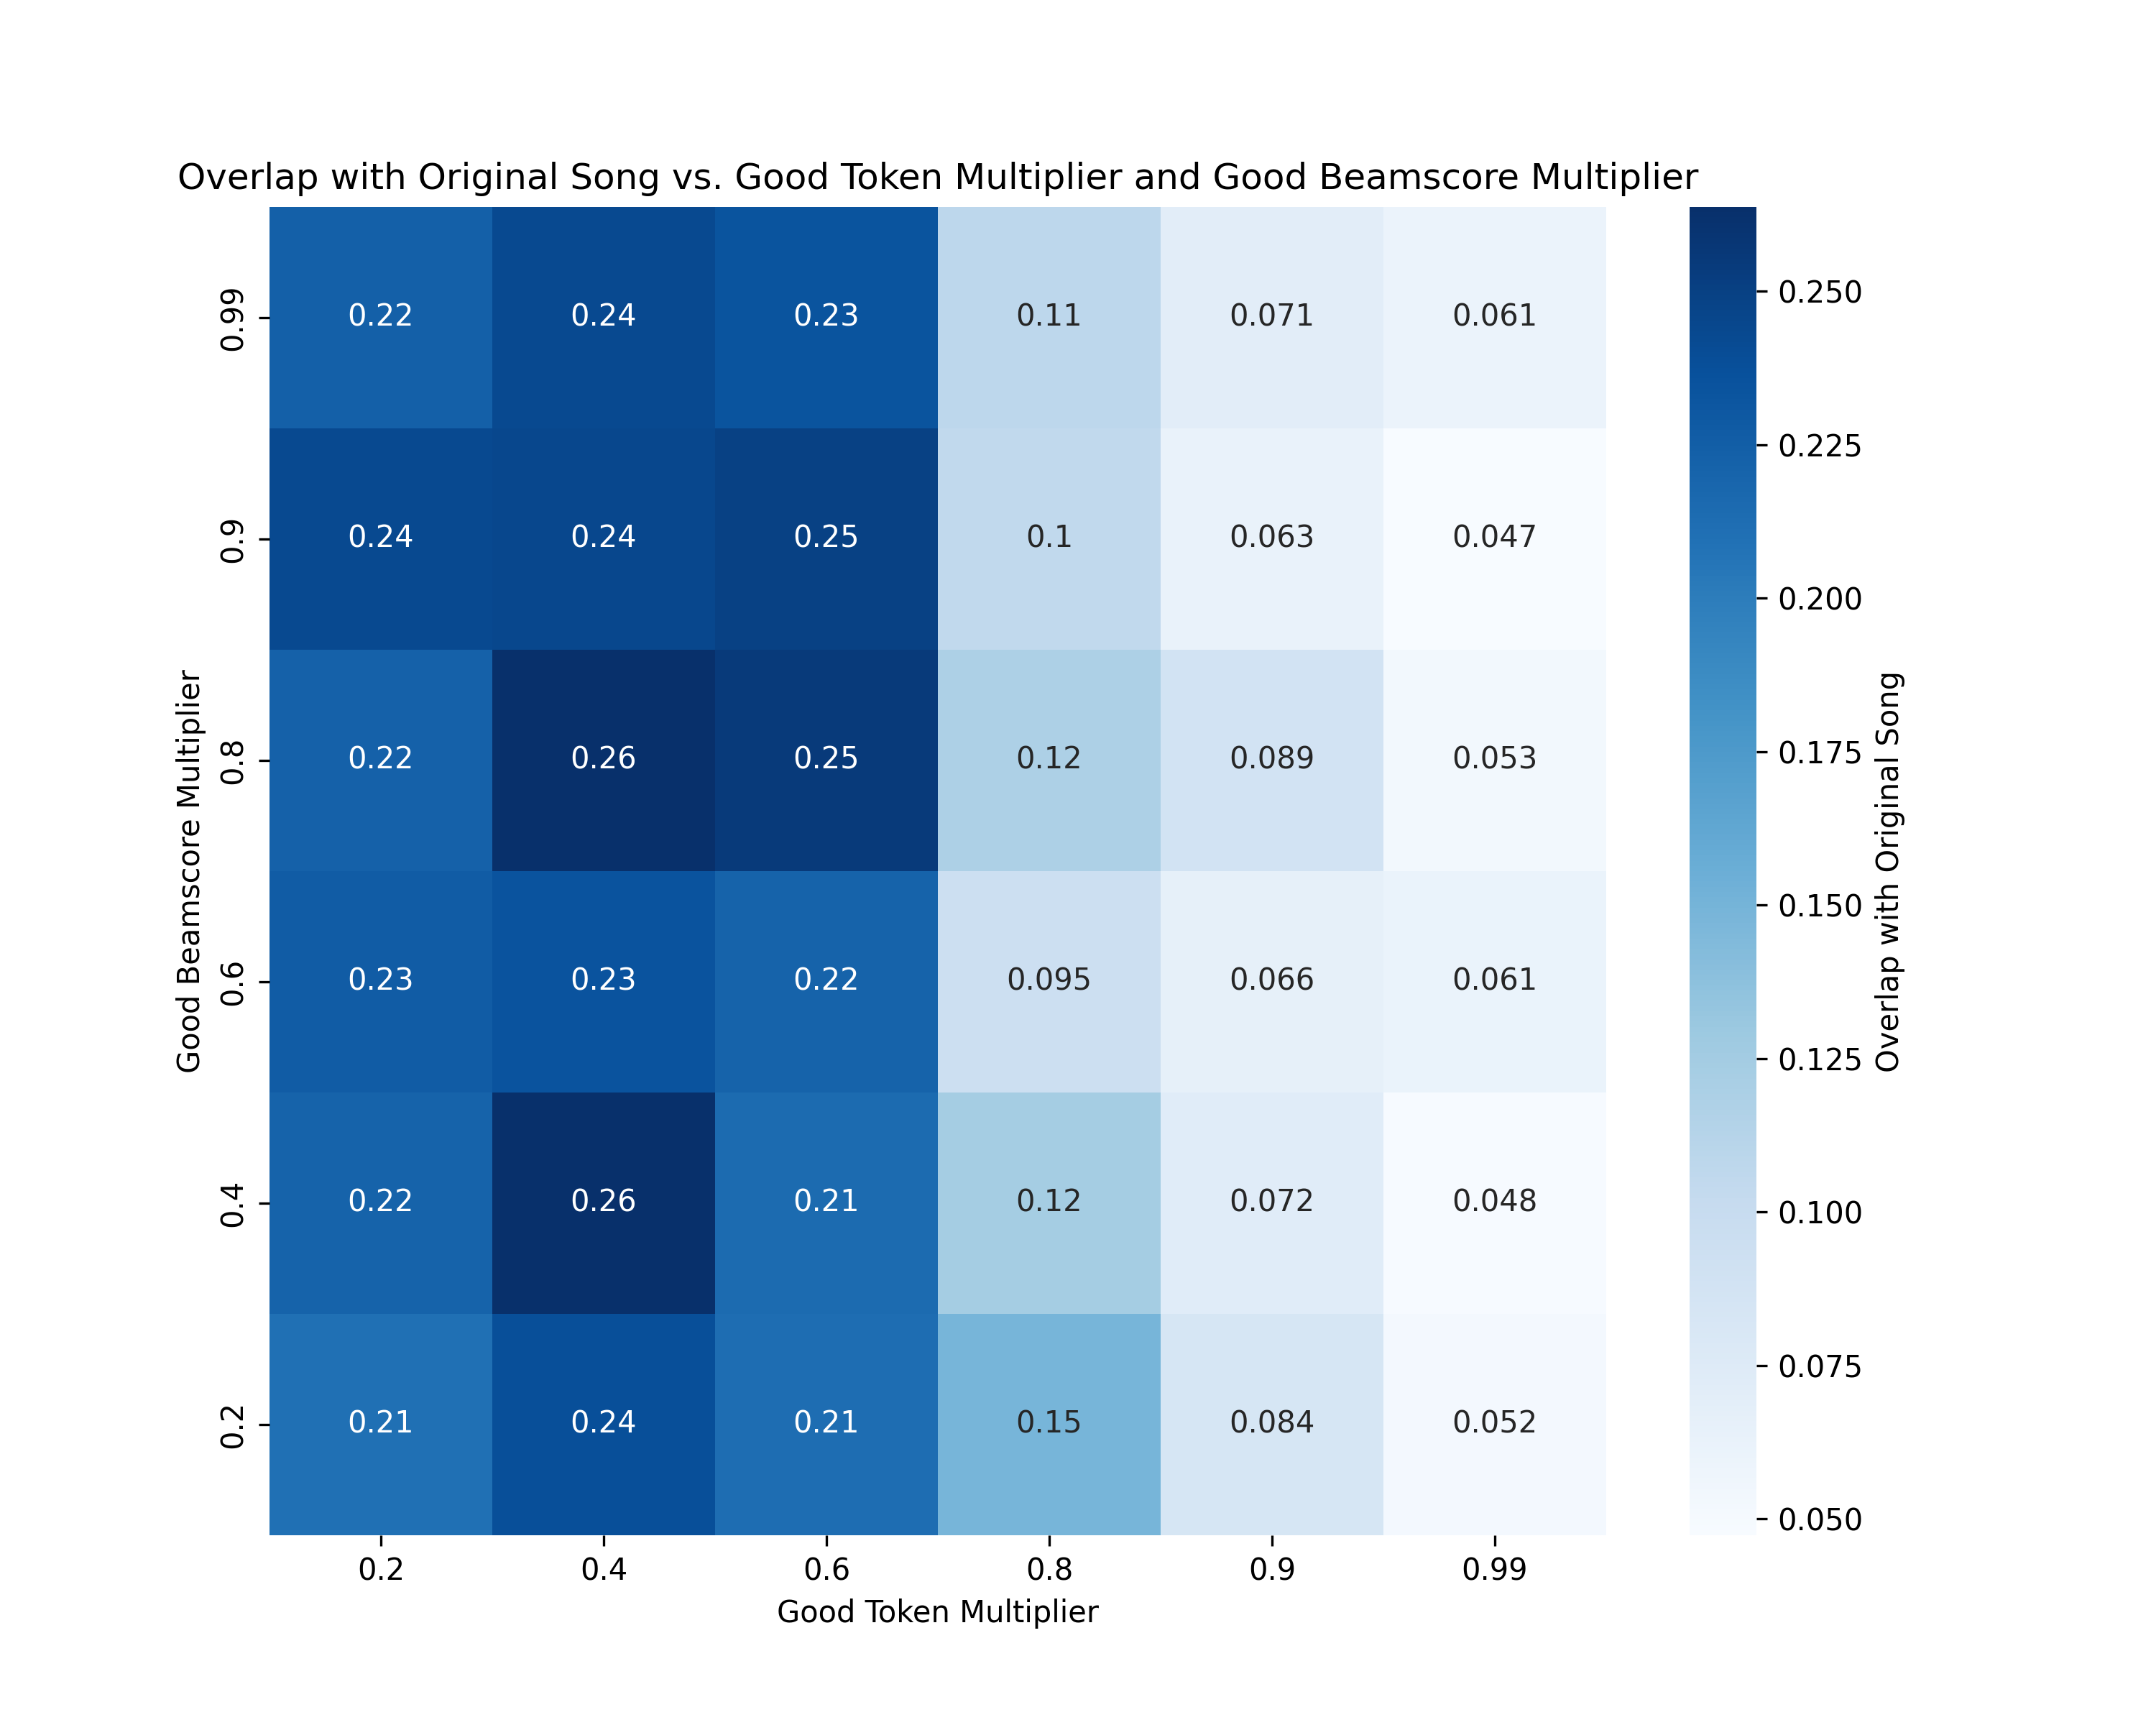 Overlap with Original Song vs. Good Token Multiplier and Good Beamscore Multiplier
Good Beamscore Multiplier
0.99 0.22 0.24 0.23 0.11 0.071 0.061
0.9 0.24 0.24 0.25 0.1 0.063 0.047
0.8 0.22 0.26 0.25 0.12 0.089 0.053
0.6 0.23 0.23 0.22 0.095 0.066 0.061
0.4 0.22 0.26 0.21 0.12 0.072 0.048
0.2 0.21 0.24 0.21 0.15 0.084 0.052
0.2 0.4 0.6 0.8 0.9 0.99
Good Token Multiplier
0.250
0.225
0.200
0.175
0.150
0.125
0.100
0.075
0.050
Overlap with Original Song